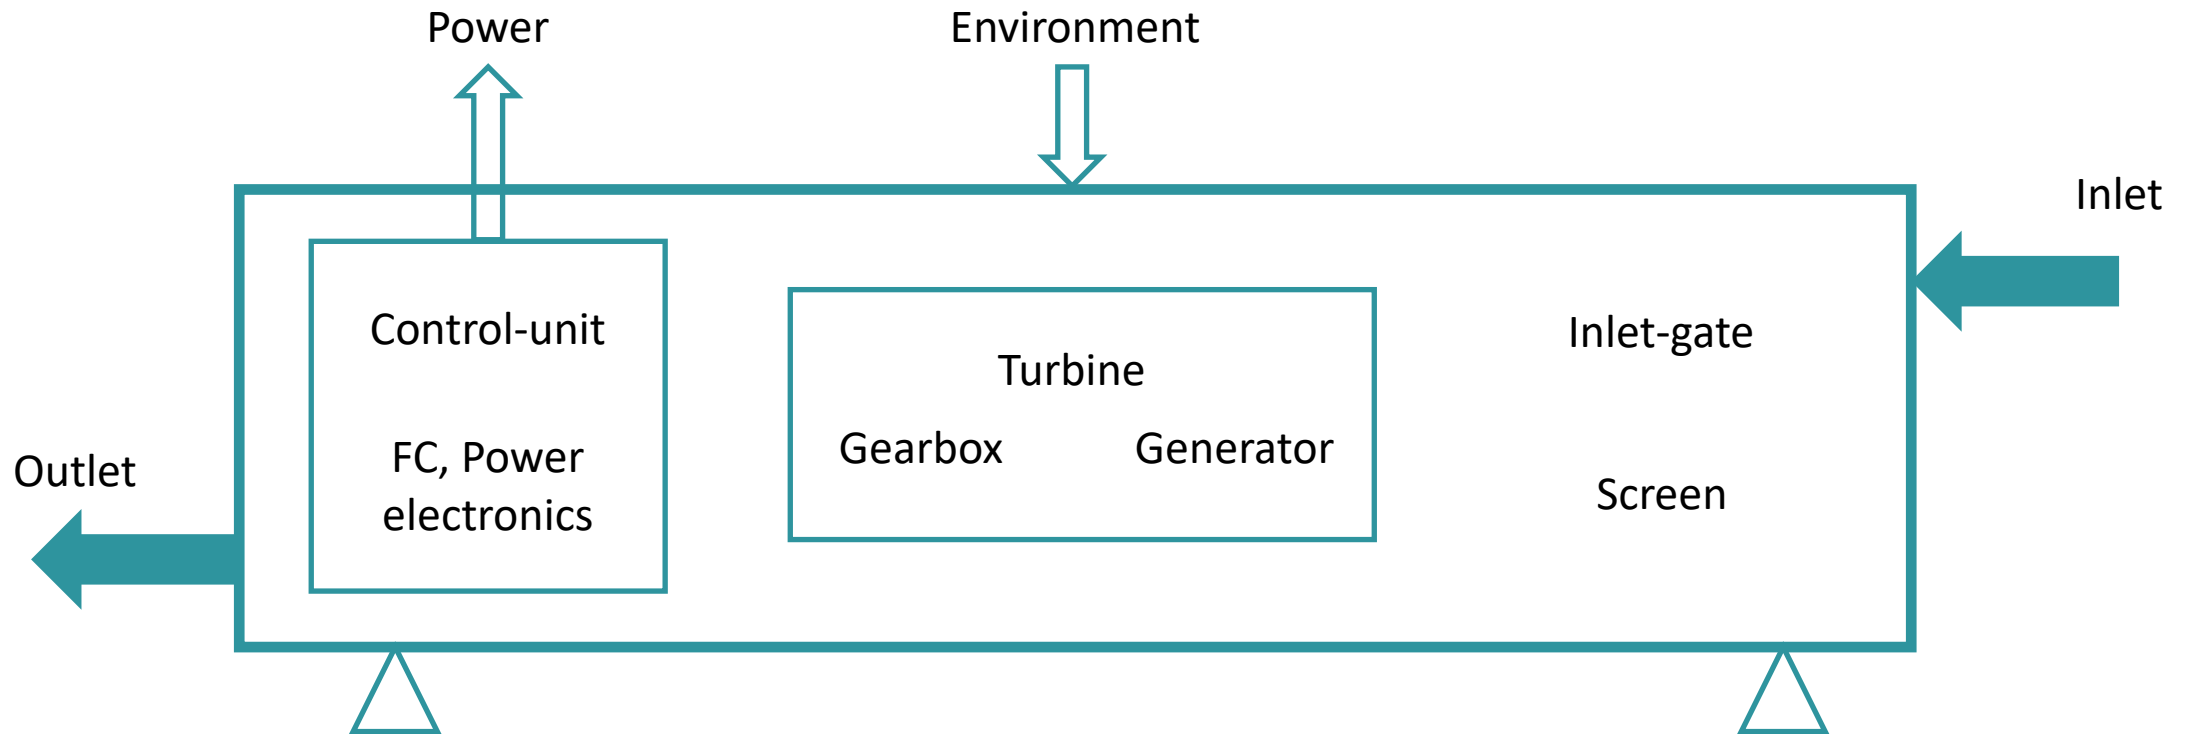 Power
Environment
Inlet
Control-unit
FC, Power
electronics
Turbine
Gearbox
Generator
Inlet-gate
Screen
Outlet